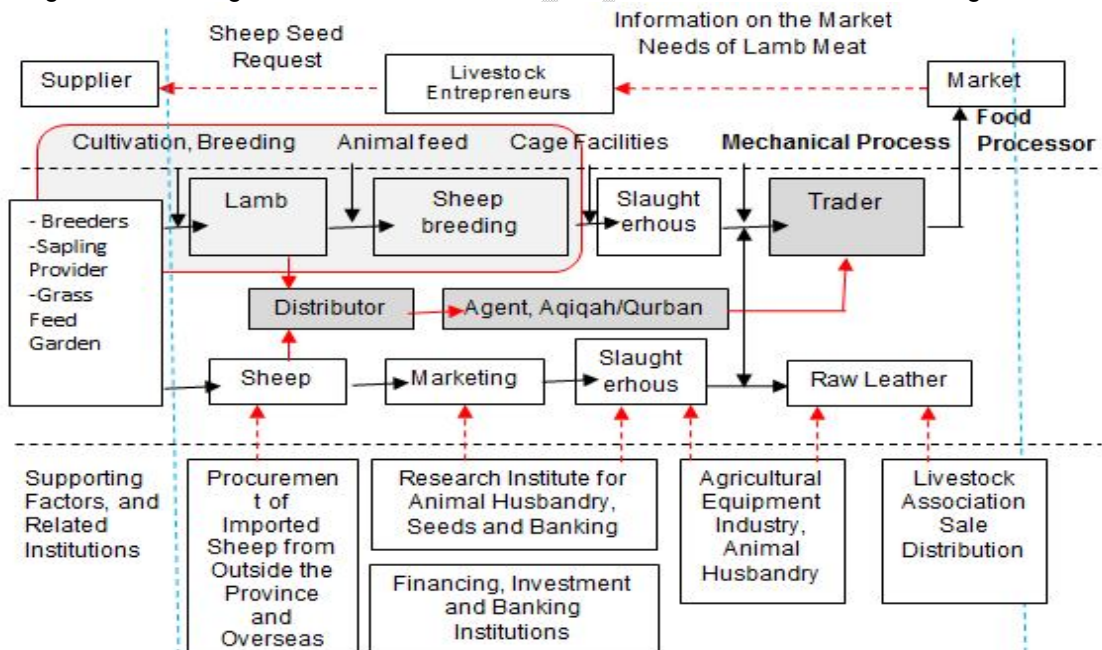 Sheep Seed
Request
Information on the Market
Needs of Lamb Meat
Supplier
Livestock
Entrepreneurs
Market
Food
Processor
Cultivation, Breeding
Animal feed
Cage Facilities
Mechanical Process
- Breeders
-Sapling
Provider
-Grass
Feed
Garden
Lamb
Sheep
breeding
Slaught
erhous
Trader
Distributor
Agent, Aqiqah/Qurban
Sheep
Marketing
Slaught
erhous
Raw Leather
Supporting
Factors, and
Related
Institutions
Procuremen
t of
Imported
Sheep from
Outside the
Province
and
Overseas
Research Institute for
Animal Husbandry,
Seeds and Banking
Financing, Investment
and Banking
Institutions
Agricultural
Equipment
Industry,
Animal
Husbandry
Livestock
Association
Sale
Distribution